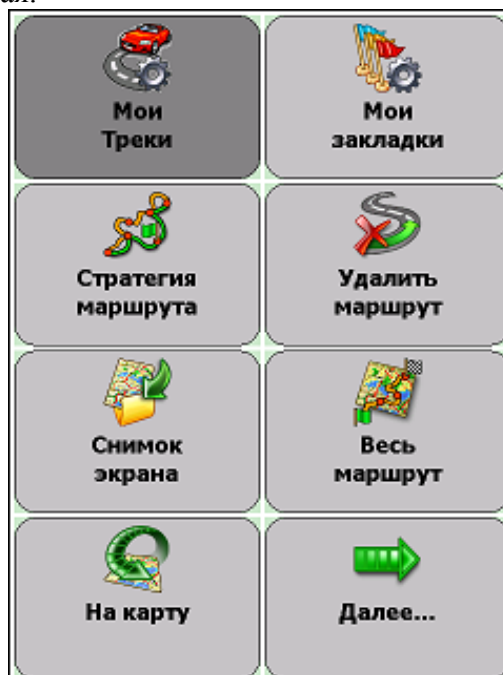 Мои
Треки
Мои
закладки
Стратегия
маршрута
Удалить
маршрут
Снимок
экрана
Весь
маршрут
На карту
Далее...